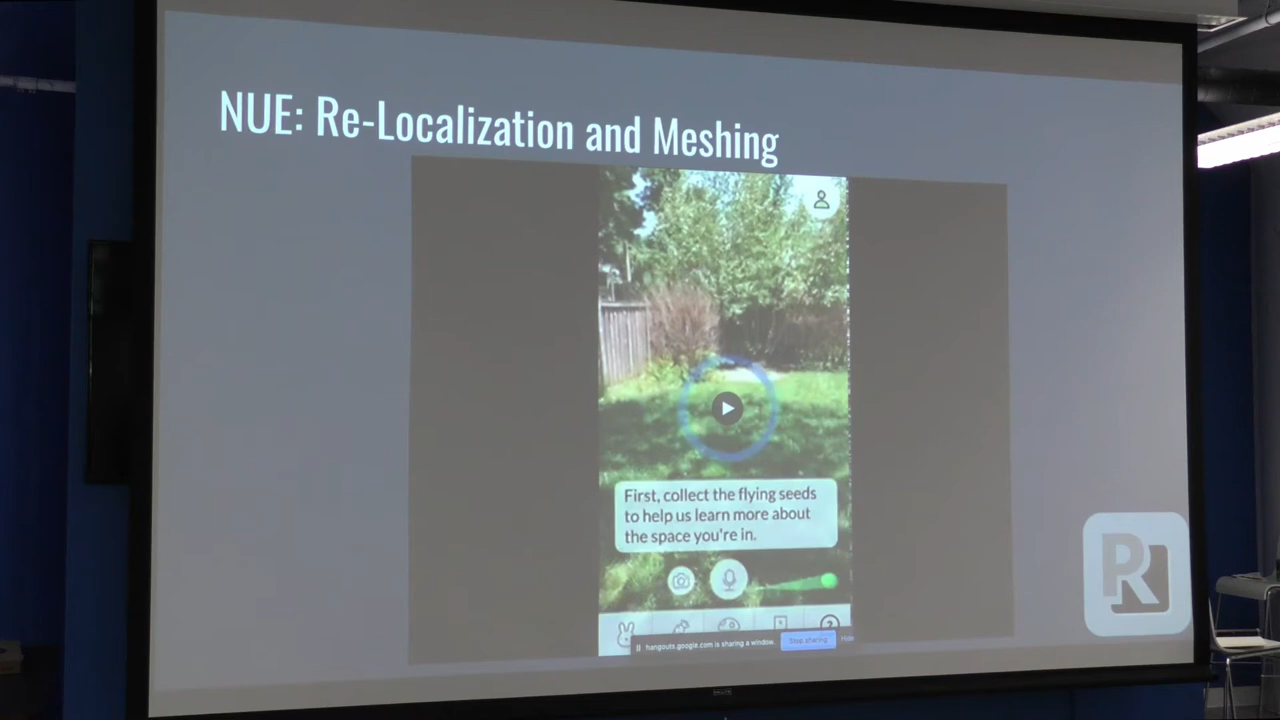 NUE: Re-Localization and Meshing
First, collect the flying seeds
to help us learn more about
the space you're in.
hangouts.google.com is sharing a window.
Stop sharing
Hide
PR